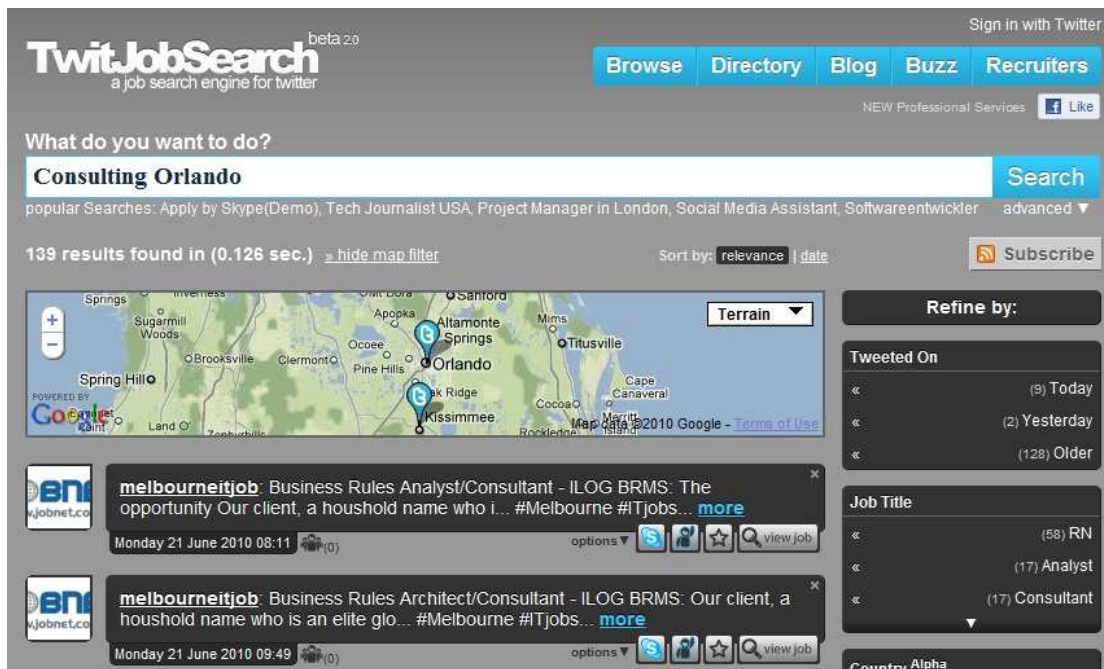 Sign in with Twitter
TwitJobSearch beta 2.0
a job search engine for twitter
Browse Directory Blog Buzz Recruiters
NEW Professional Services Like
What do you want to do?
Consulting Orlando Search
popular Searches: Apply by Skype(Demo), Tech Journalist USA, Project Manager in London, Social Media Assistant, Softwareentwickler advanced ▼
139 results found in (0.126 sec.) » hide map filter Sort by: relevance | date Subscribe
Springs
Sanford
Apopka
Altamonte Springs
Mims
Terrain
Sugarmill Woods
Ocoee
Titusville
Brooksville
Clermont
Pine Hills
Orlando
Spring Hill
Cape Canaveral
POWERED BY
Google
Kissimmee
Cocoa
Merritt Island
Land O'
Rockledge
Map data ©2010 Google - Terms of Use
Refine by:
Tweeted On
« (9) Today
« (2) Yesterday
« (128) Older
melbourneitjob: Business Rules Analyst/Consultant - ILOG BRMS: The
opportunity Our client, a houshold name who i... #Melbourne #ITjobs... more
Monday 21 June 2010 08:11 (0) options ▼ view job
Job Title
« (58) RN
« (17) Analyst
« (17) Consultant
▼
melbourneitjob: Business Rules Architect/Consultant - ILOG BRMS: Our client, a
houshold name who is an elite glo... #Melbourne #ITjobs... more
Monday 21 June 2010 09:49 (0) options ▼ view job
Country Alpha